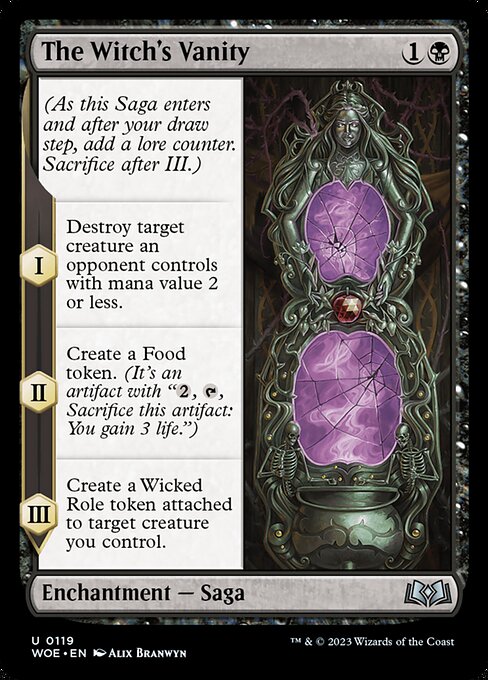 The Witch's Vanity 1
(As this Saga enters
and after your draw
step, add a lore counter.
Sacrifice after III.)
I
Destroy target
creature an
opponent controls
with mana value 2
or less.
II
Create a Food
token. (It's an
artifact with “2, T,
Sacrifice this artifact:
You gain 3 life.”)
III
Create a Wicked
Role token attached
to target creature
you control.
Enchantment — Saga
U 0119
WOE • EN Alix Branwyn
™ & © 2023 Wizards of the Coast